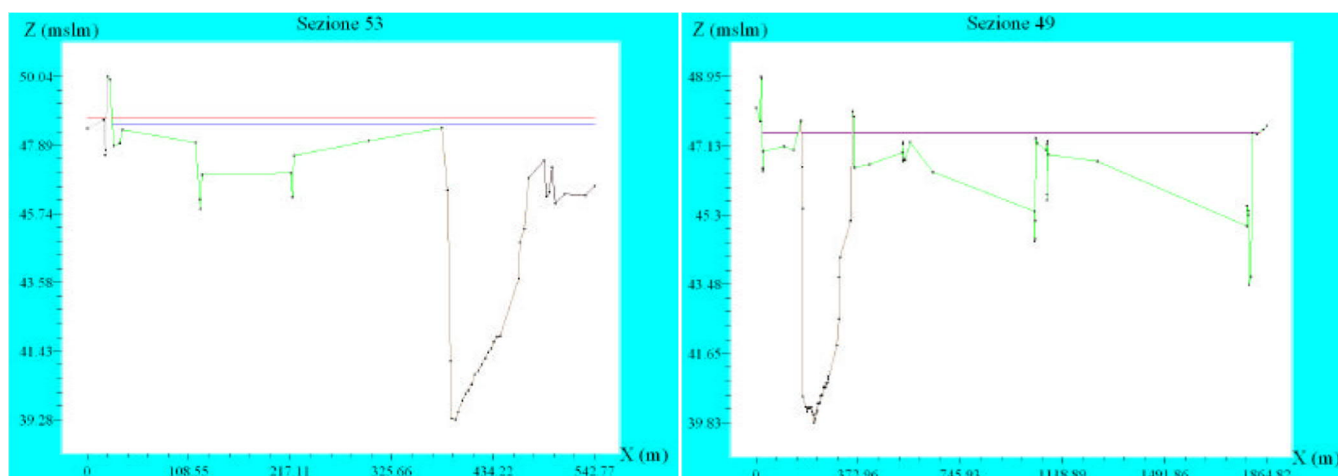 Z (mslm) Sezione 53
50.04
47.89
45.74
43.58
41.43
39.28
0 108.55 217.11 325.66 434.22 542.77
X (m)
Z (mslm) Sezione 49
48.95
47.13
45.3
43.48
41.65
39.83
0 372.96 745.93 1118.89 1491.86 1864.82
X (m)